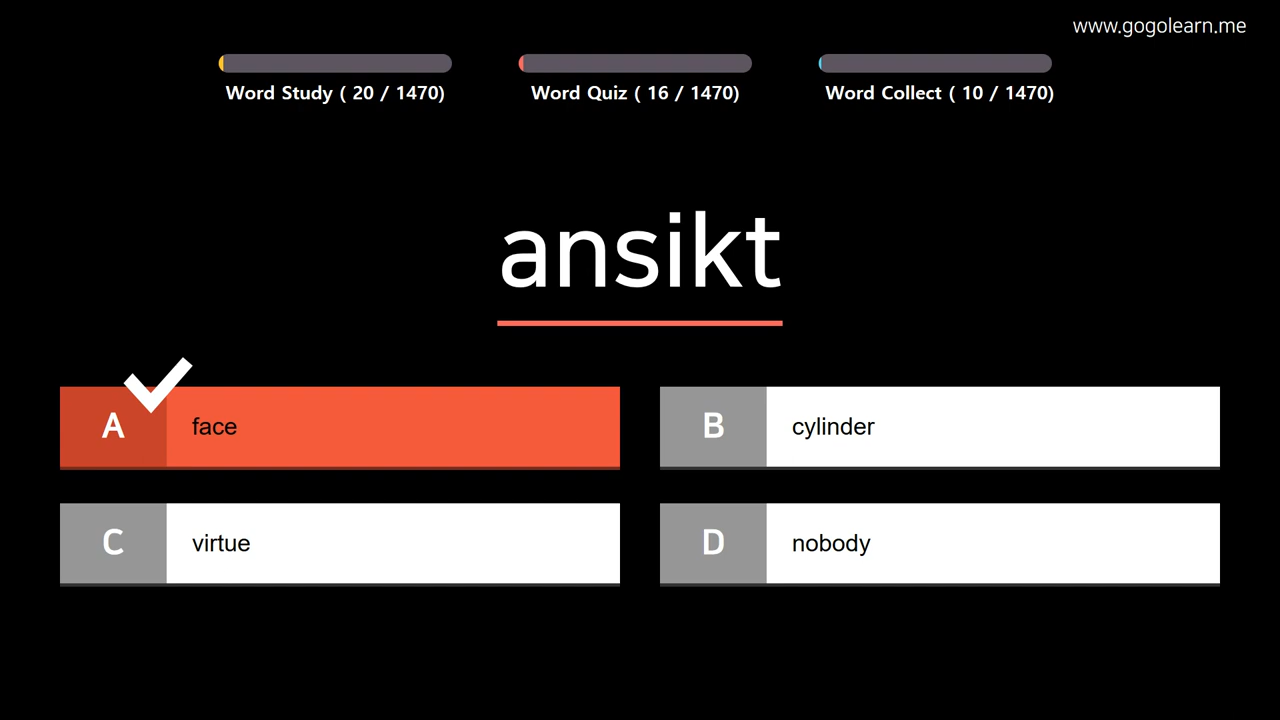 www.gogolearn.me
Word Study ( 20 / 1470)
Word Quiz ( 16 / 1470)
Word Collect ( 10 / 1470)
ansikt
A face
B cylinder
C virtue
D nobody